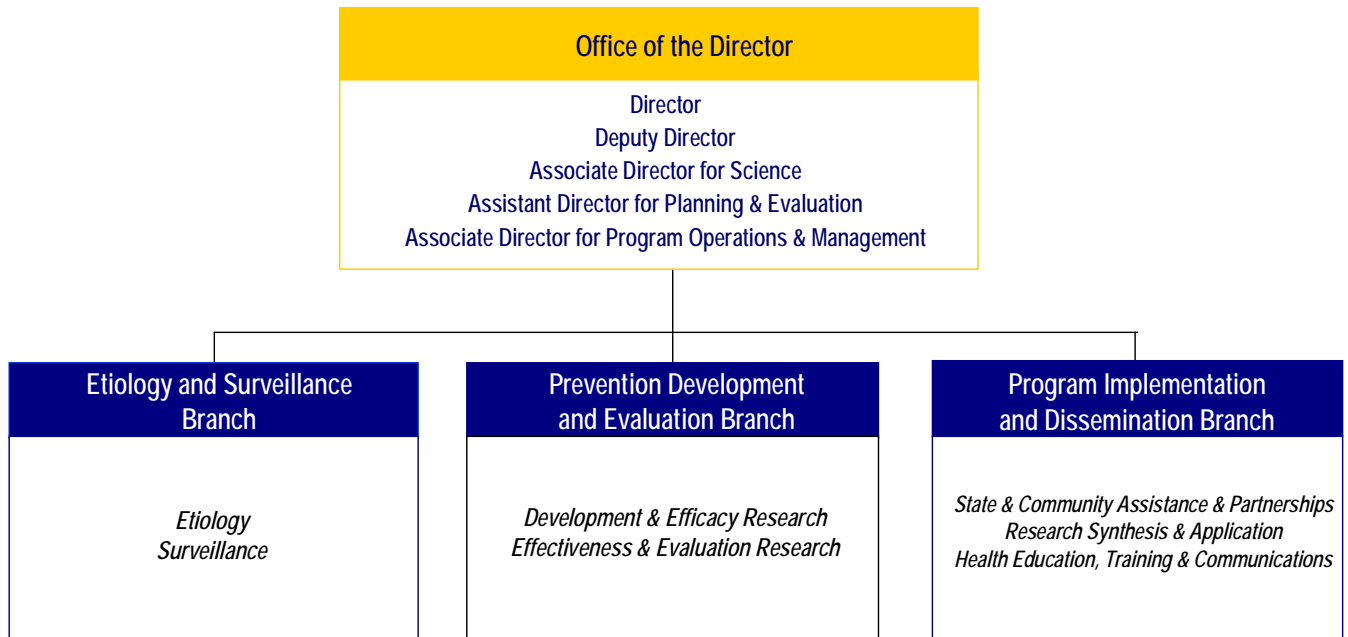 Office of the Director
Director
Deputy Director
Associate Director for Science
Assistant Director for Planning & Evaluation
Associate Director for Program Operations & Management
Etiology and Surveillance
Branch
Etiology
Surveillance
Prevention Development
and Evaluation Branch
Development & Efficacy Research
Effectiveness & Evaluation Research
Program Implementation
and Dissemination Branch
State & Community Assistance & Partnerships
Research Synthesis & Application
Health Education, Training & Communications